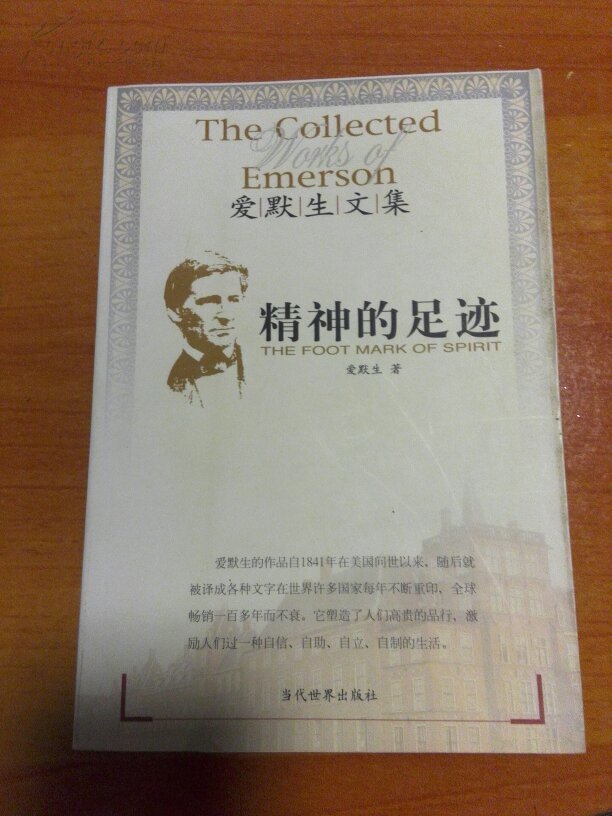 The Collected
Works of
Emerson
爱|默|生|文|集
精神的足迹
THE FOOT MARK OF SPIRIT
爱默生 著
爱默生的作品自1841年在美国问世以来，随后就
被译成各种文字在世界许多国家每年不断重印，全球
畅销一百多年而不衰。它塑造了人们高贵的品行，激
励人们过一种自信、自助、自立、自制的生活。
当代世界出版社